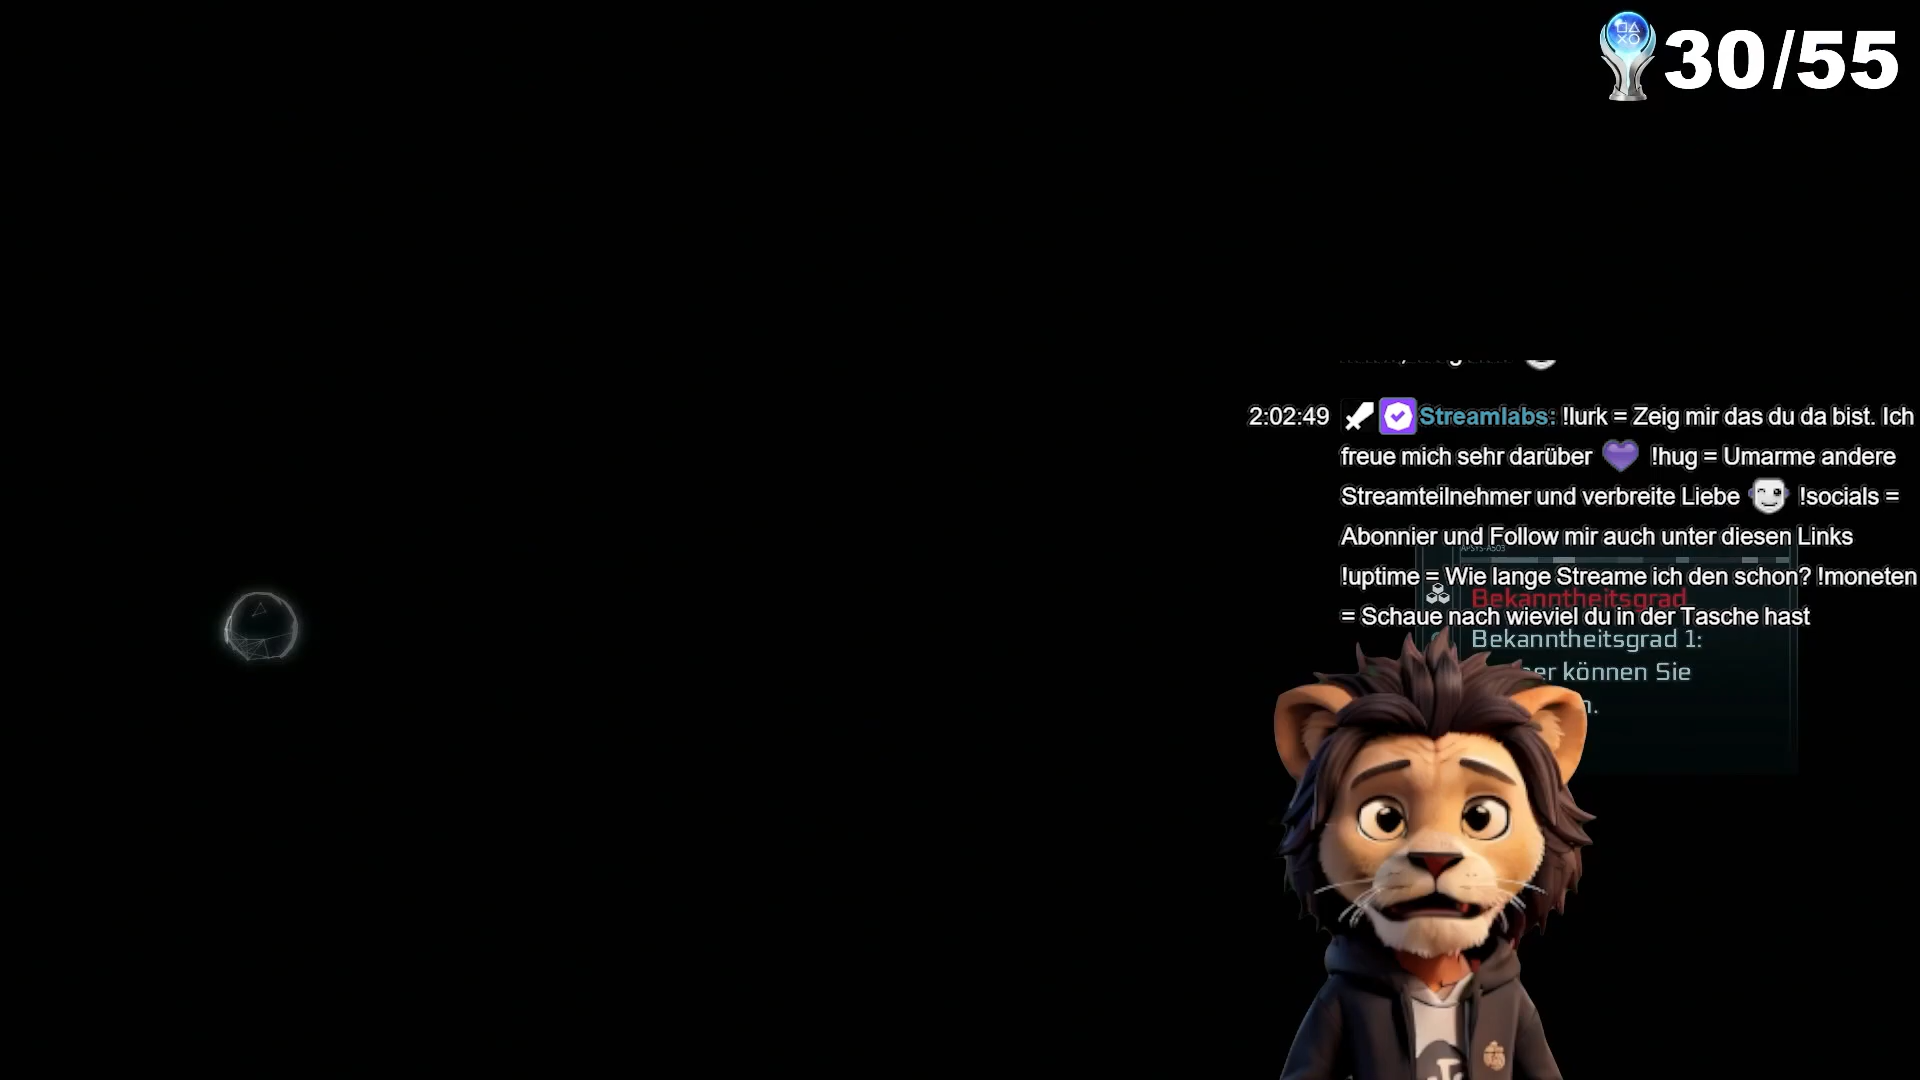 30/55
2:02:49 Streamlabs: !lurk = Zeig mir das du da bist. Ich
freue mich sehr darüber !hug = Umarme andere
Streamteilnehmer und verbreite Liebe !socials =
Abonnier und Follow mir auch unter diesen Links
APSYS-A503
!uptime = Wie lange Streame ich den schon? !moneten
Bekanntheitsgrad
= Schaue nach wieviel du in der Tasche hast
Bekanntheitsgrad 1:
können Sie